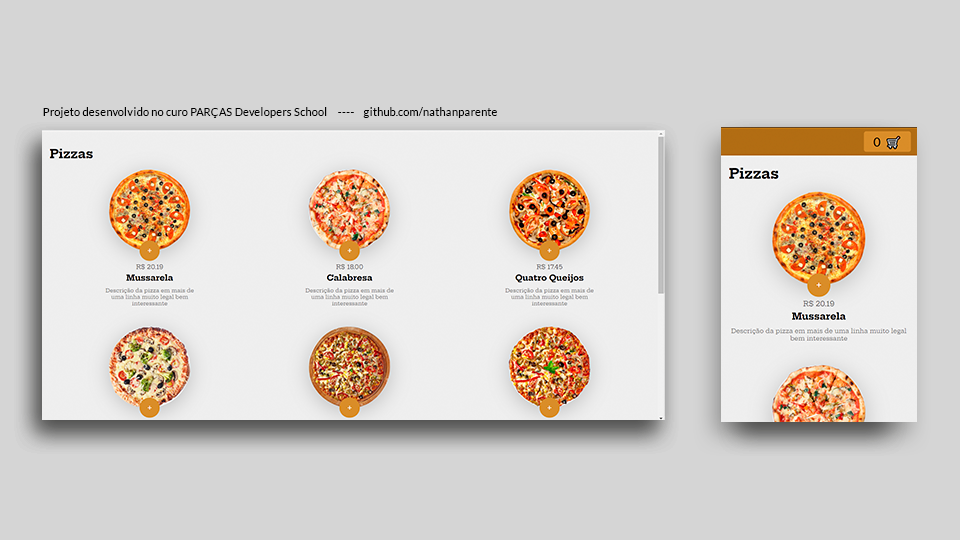 Projeto desenvolvido no curo PARÇAS Developers School ---- github.com/nathanparente
Pizzas
+
+
+
R$ 20.19
R$ 18.00
R$ 17.45
Mussarela
Calabresa
Quatro Queijos
Descrição da pizza em mais de
uma linha muito legal bem
interessante
Descrição da pizza em mais de
uma linha muito legal bem
interessante
Descrição da pizza em mais de
uma linha muito legal bem
interessante
+
+
+
0
Pizzas
+
R$ 20.19
Mussarela
Descrição da pizza em mais de uma linha muito legal
bem interessante